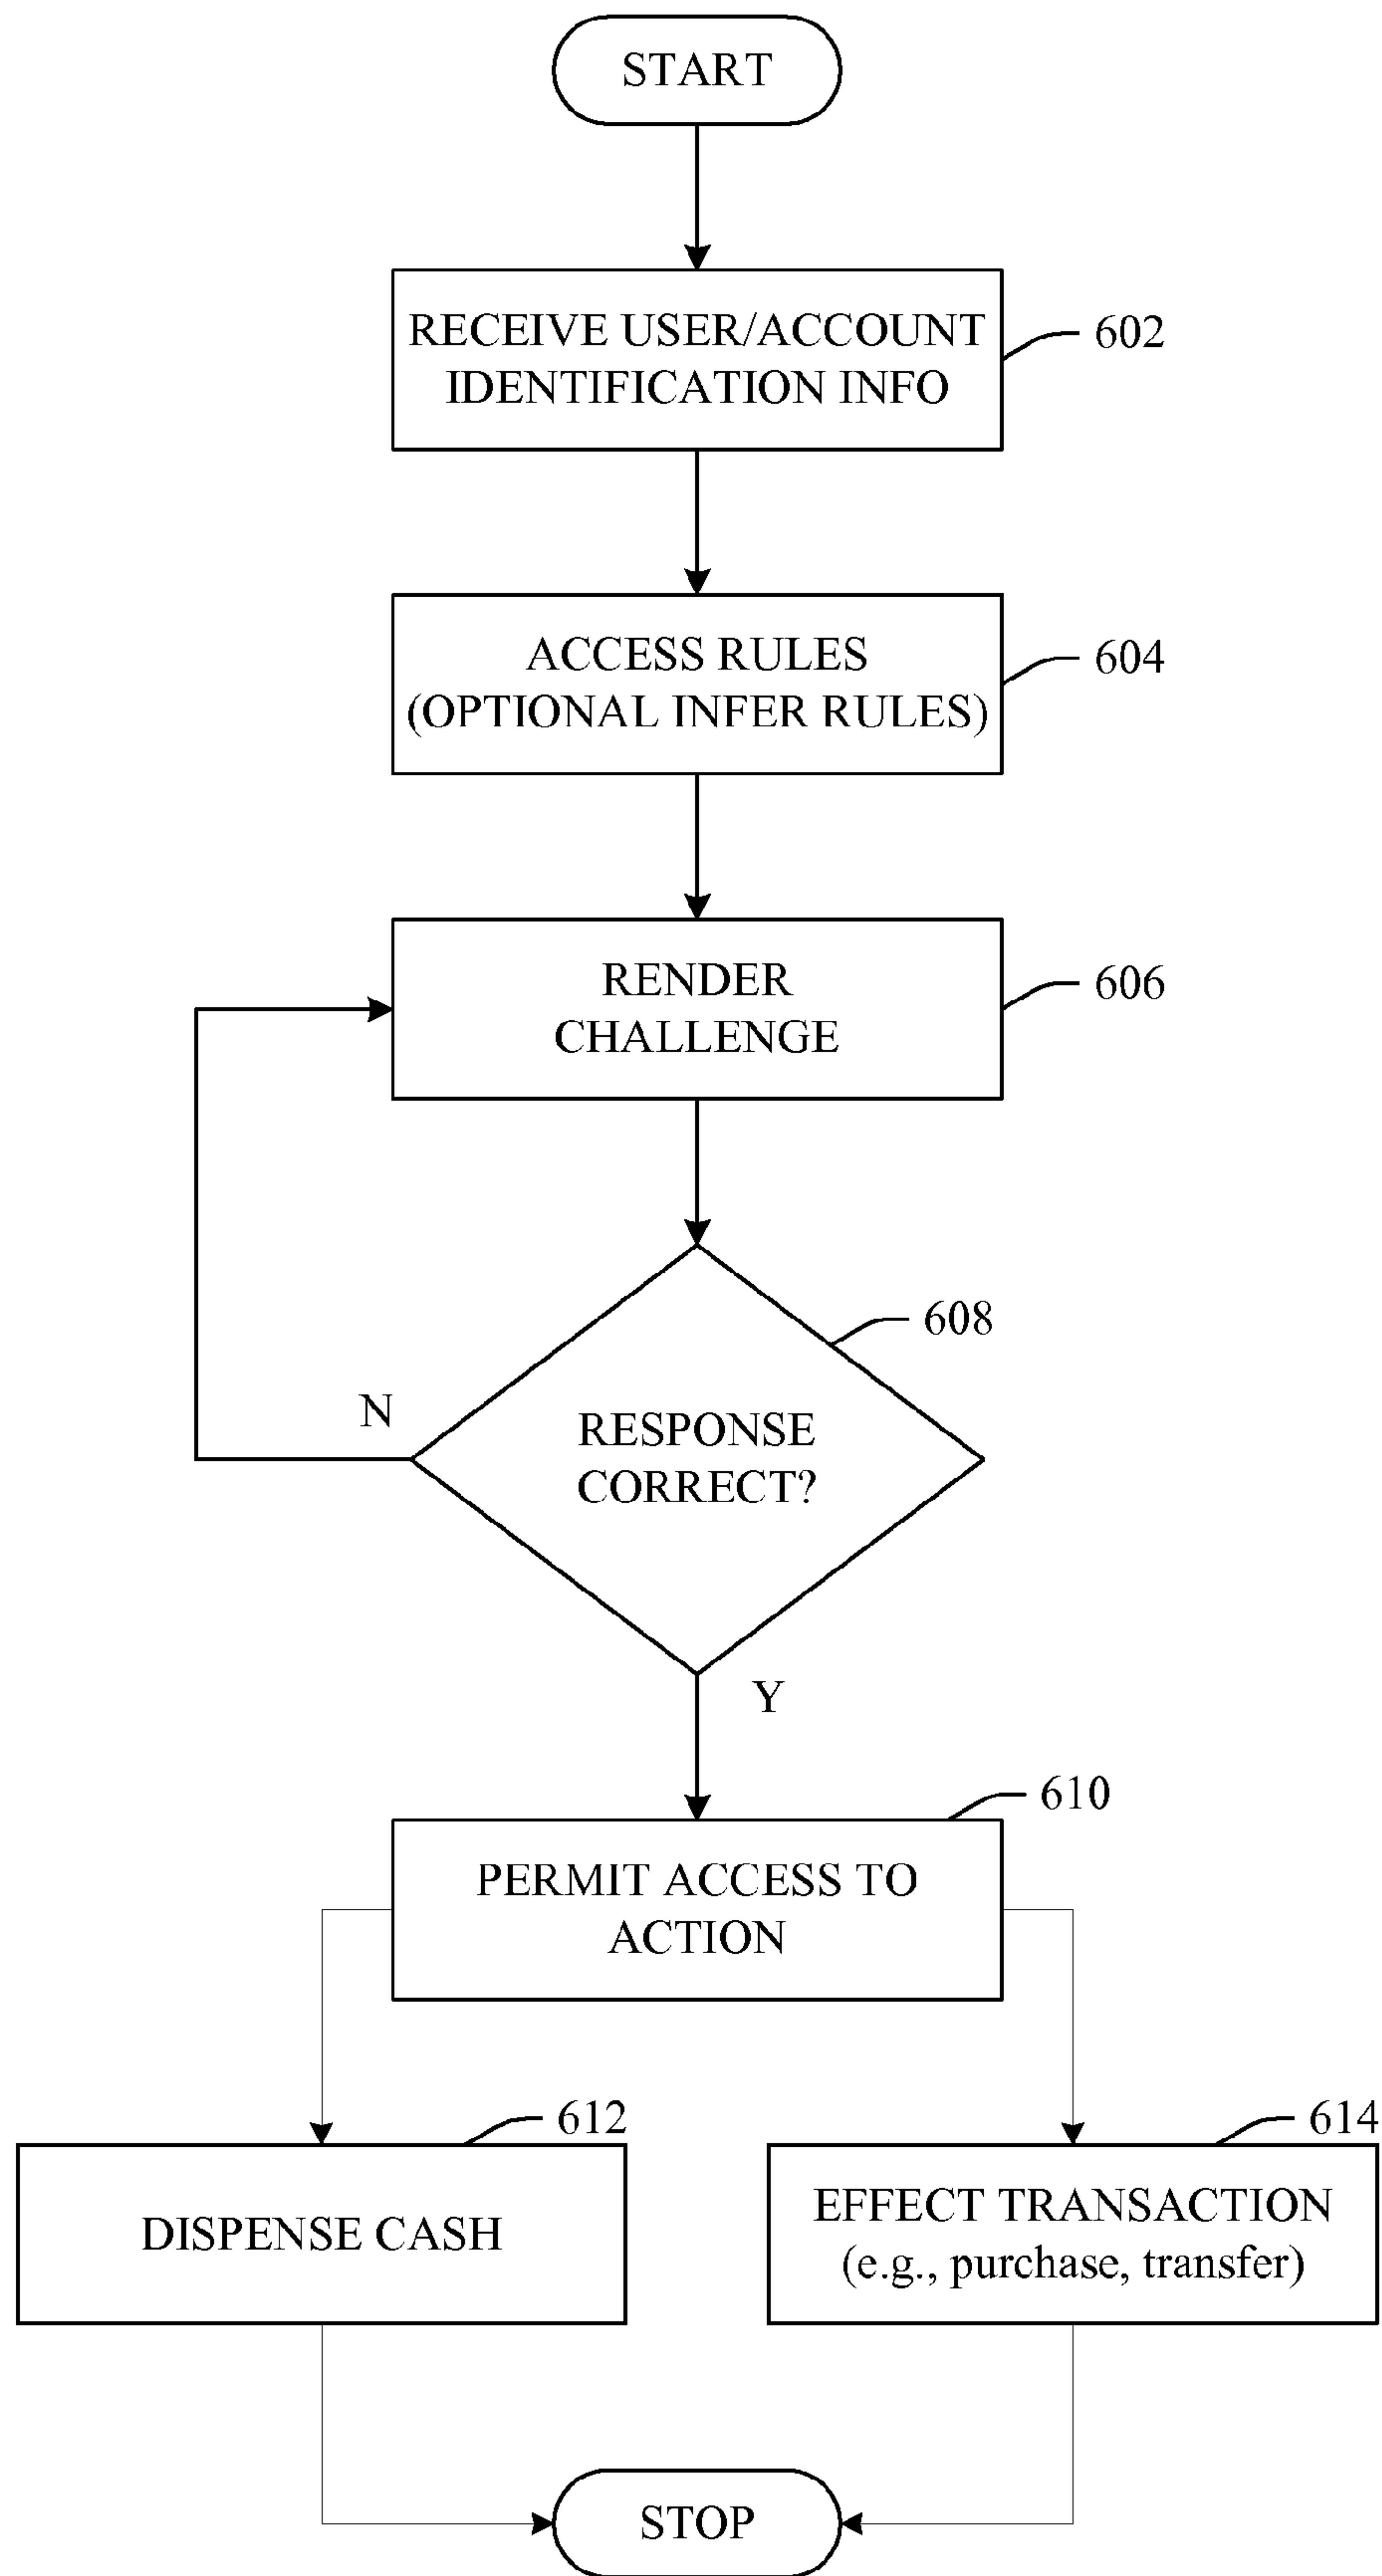 START
RECEIVE USER/ACCOUNT
IDENTIFICATION INFO
602
ACCESS RULES
(OPTIONAL INFER RULES)
604
RENDER
CHALLENGE
606
608
N
RESPONSE
CORRECT?
Y
610
PERMIT ACCESS TO
ACTION
612
DISPENSE CASH
614
EFFECT TRANSACTION
(e.g., purchase, transfer)
STOP